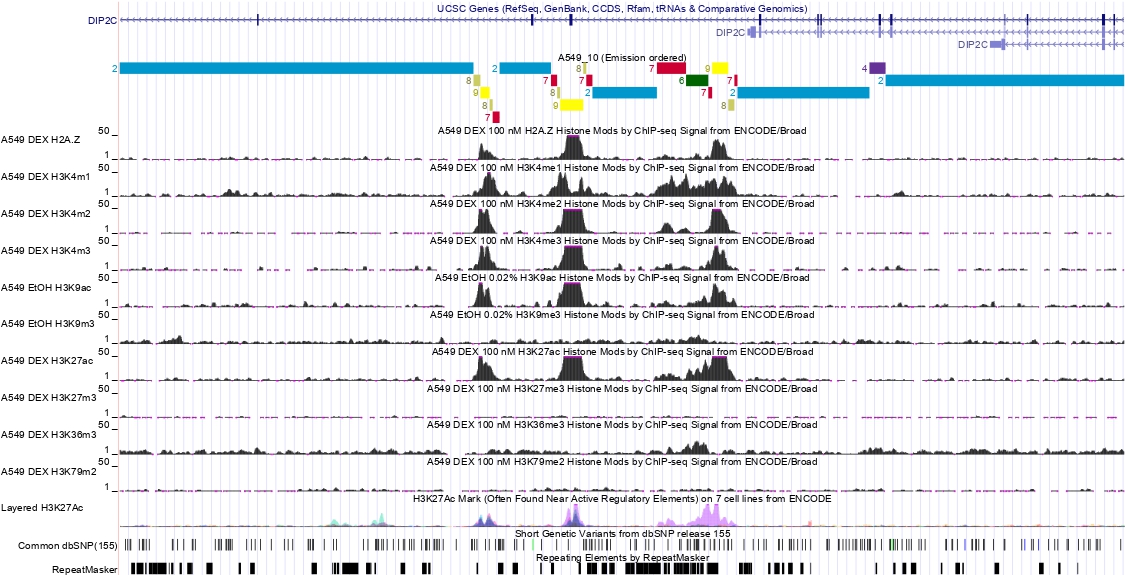 UCSC Genes (RefSeq, GenBank, CCDS, Rfam, tRNAs & Comparative Genomics)
DIP2C
DIP2C
DIP2C
A549_10 (Emission ordered)
2 2 8 7 9 4
8 7 7 6 7 2
9 8 2 7 2
8 9 8
7
A549 DEX 100 nM H2A.Z Histone Mods by ChIP-seq Signal from ENCODE/Broad
50
A549 DEX H2A.Z
1
A549 DEX 100 nM H3K4me1 Histone Mods by ChIP-seq Signal from ENCODE/Broad
50
A549 DEX H3K4m1
1
A549 DEX 100 nM H3K4me2 Histone Mods by ChIP-seq Signal from ENCODE/Broad
50
A549 DEX H3K4m2
1
A549 DEX 100 nM H3K4me3 Histone Mods by ChIP-seq Signal from ENCODE/Broad
50
A549 DEX H3K4m3
1
A549 EtOH 0.02% H3K9ac Histone Mods by ChIP-seq Signal from ENCODE/Broad
50
A549 EtOH H3K9ac
1
A549 EtOH 0.02% H3K9me3 Histone Mods by ChIP-seq Signal from ENCODE/Broad
50
A549 EtOH H3K9m3
1
A549 DEX 100 nM H3K27ac Histone Mods by ChIP-seq Signal from ENCODE/Broad
50
A549 DEX H3K27ac
1
A549 DEX 100 nM H3K27me3 Histone Mods by ChIP-seq Signal from ENCODE/Broad
50
A549 DEX H3K27m3
1
A549 DEX 100 nM H3K36me3 Histone Mods by ChIP-seq Signal from ENCODE/Broad
50
A549 DEX H3K36m3
1
A549 DEX 100 nM H3K79me2 Histone Mods by ChIP-seq Signal from ENCODE/Broad
50
A549 DEX H3K79m2
1
H3K27Ac Mark (Often Found Near Active Regulatory Elements) on 7 cell lines from ENCODE
Layered H3K27Ac
Short Genetic Variants from dbSNP release 155
Common dbSNP(155)
Repeating Elements by RepeatMasker
RepeatMasker